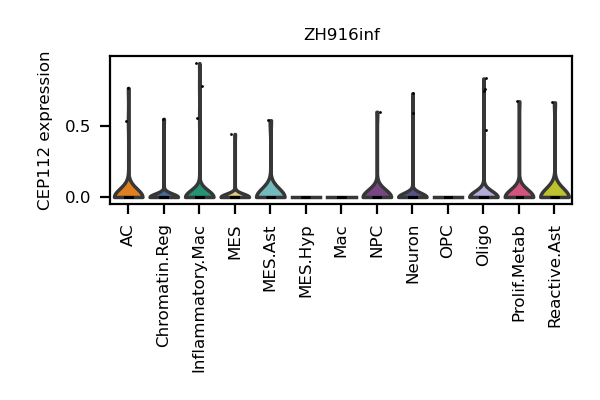 ZH916inf
CEP112 expression
0.5
0.0
AC
Chromatin.Reg
Inflammatory.Mac
MES
MES.Ast
MES.Hyp
Mac
NPC
Neuron
OPC
Oligo
Prolif.Metab
Reactive.Ast